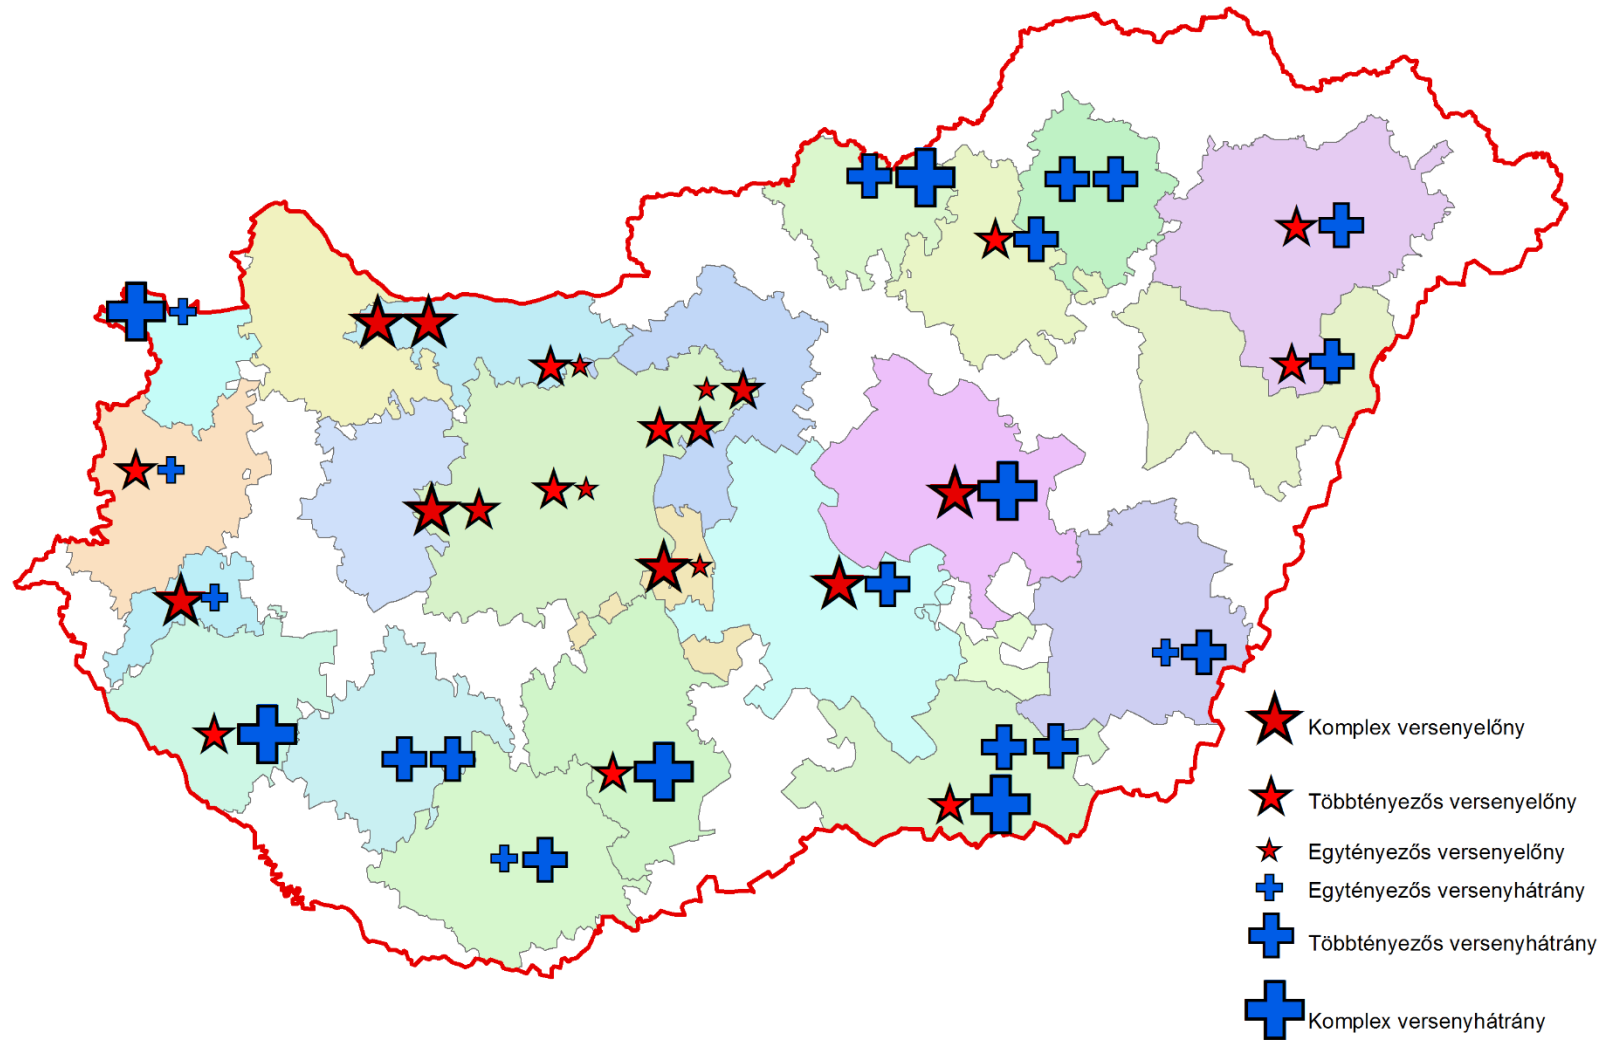 Komplex versenyelőny
Többtényezős versenyelőny
Egytényezős versenyelőny
Egytényezős versenyhátrány
Többtényezős versenyhátrány
Komplex versenyhátrány